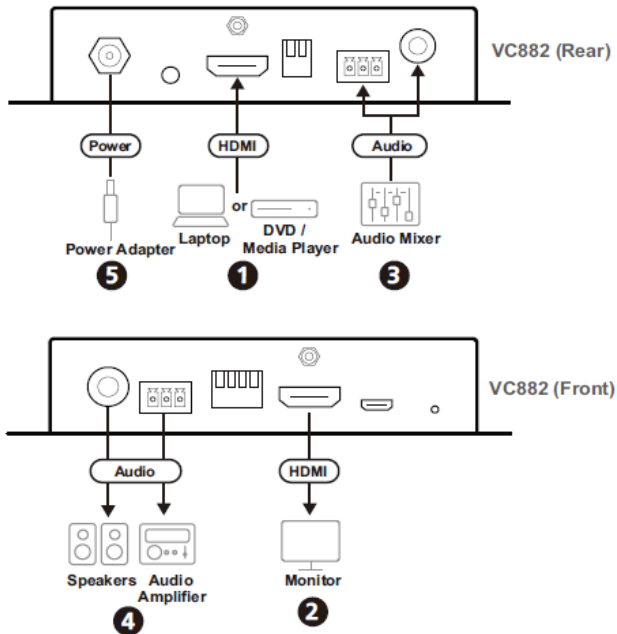 VC882 (Rear)
Power
HDMI
Audio
or
Laptop
DVD /
Media Player
Audio Mixer
Power Adapter
5
1
3
VC882 (Front)
Audio
HDMI
Speakers
Audio
Amplifier
Monitor
4
2